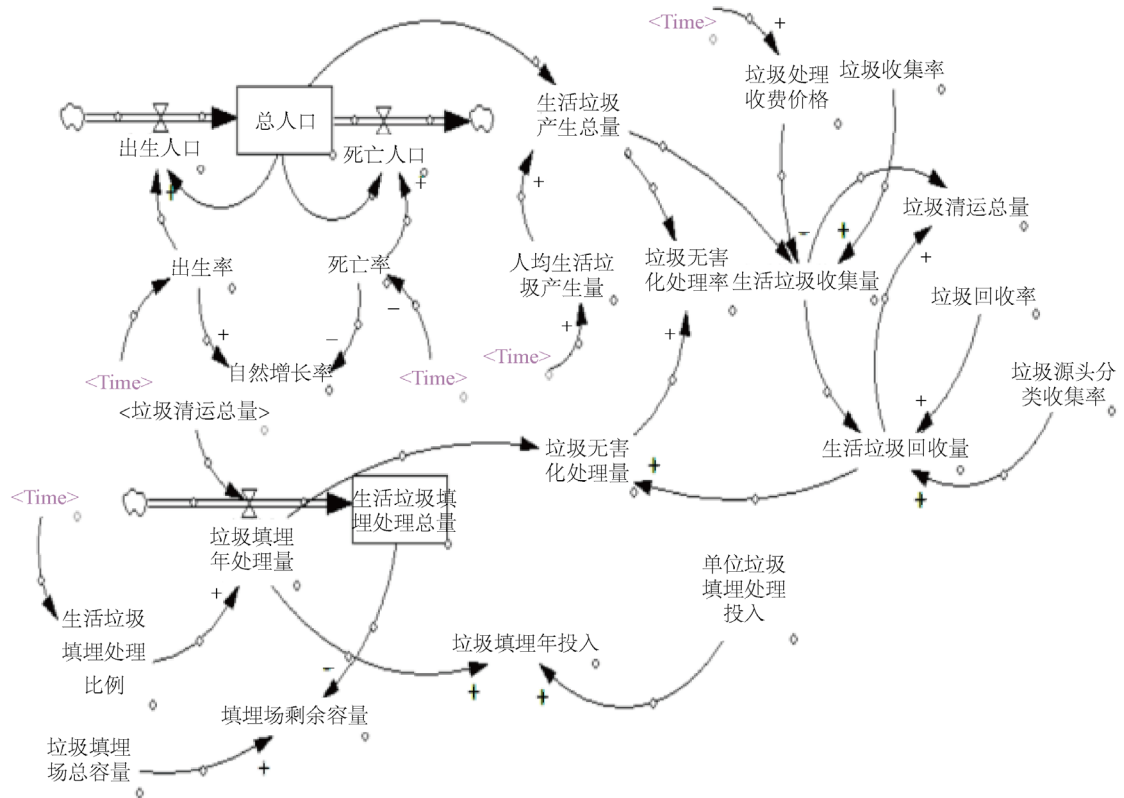 <Time>
垃圾处理
收费价格
垃圾收集率
生活垃圾
产生总量
总人口
出生人口
死亡人口
垃圾清运总量
出生率
死亡率
人均生活垃
圾产生量
垃圾无害
化处理率
生活垃圾收集量
垃圾回收率
<Time>
自然增长率
<Time>
<Time>
垃圾源头分
类收集率
<垃圾清运总量>
垃圾无害
化处理量
生活垃圾回收量
<Time>
生活垃圾填
埋处理总量
垃圾填埋
年处理量
单位垃圾
填埋处理
投入
生活垃圾
填埋处理
比例
垃圾填埋年投入
填埋场剩余容量
垃圾填埋
场总容量